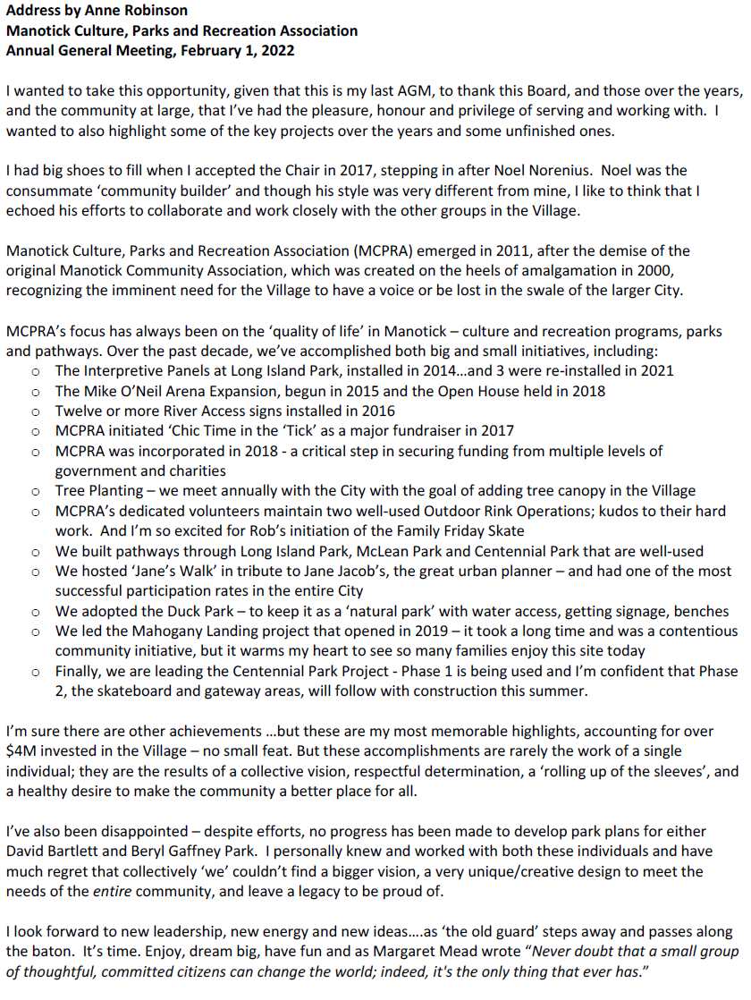 Address by Anne Robinson
Manotick Culture, Parks and Recreation Association
Annual General Meeting, February 1, 2022
I wanted to take this opportunity, given that this is my last AGM, to thank this Board, and those over the years,
and the community at large, that I've had the pleasure, honour and privilege of serving and working with.  I
wanted to also highlight some of the key projects over the years and some unfinished ones.
I had big shoes to fill when I accepted the Chair in 2017, stepping in after Noel Norenius.  Noel was the
consummate 'community builder' and though his style was very different from mine, I like to think that I
echoed his efforts to collaborate and work closely with the other groups in the Village.
Manotick Culture, Parks and Recreation Association (MCPRA) emerged in 2011, after the demise of the
original Manotick Community Association, which was created on the heels of amalgamation in 2000,
recognizing the imminent need for the Village to have a voice or be lost in the swale of the larger City.
MCPRA's focus has always been on the 'quality of life' in Manotick – culture and recreation programs, parks
and pathways. Over the past decade, we've accomplished both big and small initiatives, including:
o The Interpretive Panels at Long Island Park, installed in 2014…and 3 were re-installed in 2021
o The Mike O'Neil Arena Expansion, begun in 2015 and the Open House held in 2018
o Twelve or more River Access signs installed in 2016
o MCPRA initiated 'Chic Time in the 'Tick' as a major fundraiser in 2017
o MCPRA was incorporated in 2018 - a critical step in securing funding from multiple levels of
government and charities
o Tree Planting – we meet annually with the City with the goal of adding tree canopy in the Village
o MCPRA's dedicated volunteers maintain two well-used Outdoor Rink Operations; kudos to their hard
work.  And I'm so excited for Rob's initiation of the Family Friday Skate
o We built pathways through Long Island Park, McLean Park and Centennial Park that are well-used
o We hosted 'Jane's Walk' in tribute to Jane Jacob's, the great urban planner – and had one of the most
successful participation rates in the entire City
o We adopted the Duck Park – to keep it as a 'natural park' with water access, getting signage, benches
o We led the Mahogany Landing project that opened in 2019 – it took a long time and was a contentious
community initiative, but it warms my heart to see so many families enjoy this site today
o Finally, we are leading the Centennial Park Project - Phase 1 is being used and I'm confident that Phase
2, the skateboard and gateway areas, will follow with construction this summer.
I'm sure there are other achievements …but these are my most memorable highlights, accounting for over
$4M invested in the Village – no small feat. But these accomplishments are rarely the work of a single
individual; they are the results of a collective vision, respectful determination, a 'rolling up of the sleeves', and
a healthy desire to make the community a better place for all.
I've also been disappointed – despite efforts, no progress has been made to develop park plans for either
David Bartlett and Beryl Gaffney Park.  I personally knew and worked with both these individuals and have
much regret that collectively 'we' couldn't find a bigger vision, a very unique/creative design to meet the
needs of the entire community, and leave a legacy to be proud of.
I look forward to new leadership, new energy and new ideas….as 'the old guard' steps away and passes along
the baton.  It's time. Enjoy, dream big, have fun and as Margaret Mead wrote "Never doubt that a small group
of thoughtful, committed citizens can change the world; indeed, it's the only thing that ever has."